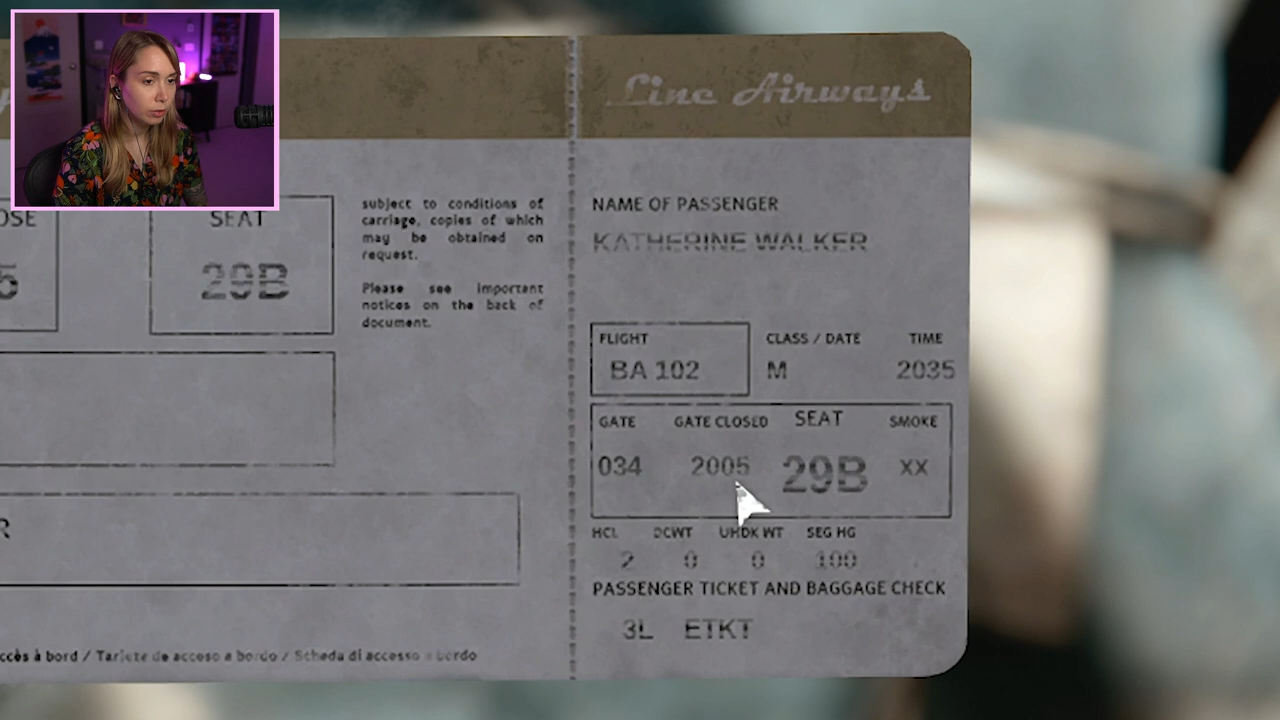 Line Airways
OSE
SEAT
29B
subject to conditions of
carriage, copies of which
may be obtained on
request.
Please see important
notices on the back of
document.
R
ccès à bord / Tarjete de acceso a bordo / Scheda di accesso a bordo
NAME OF PASSENGER
KATHERINE WALKER
FLIGHT CLASS / DATE TIME
BA 102 M 2035
GATE GATE CLOSED SEAT SMOKE
034 2005 29B XX
HCL DCWT UHDK WT SEG HG
2 0 0 100
PASSENGER TICKET AND BAGGAGE CHECK
3L ETKT